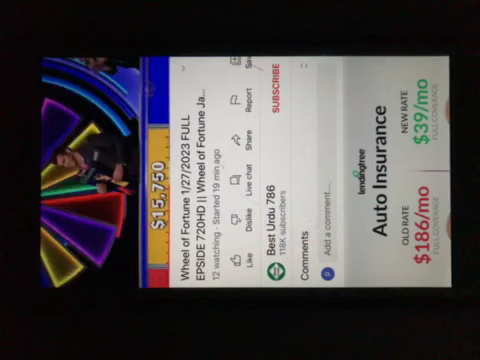 $15,750
Wheel of Fortune 1/27/2023 FULL
EPSIDE 720HD || Wheel of Fortune Ja...
12 watching · Started 19 min ago
Like
Dislike
Live chat
Share
Report
Save
Best Urdu 786
118K subscribers
SUBSCRIBE
Comments
P
Add a comment...
lendingtree
Auto Insurance
OLD RATE
$186/mo
FULL COVERAGE
NEW RATE
$39/mo
FULL COVERAGE